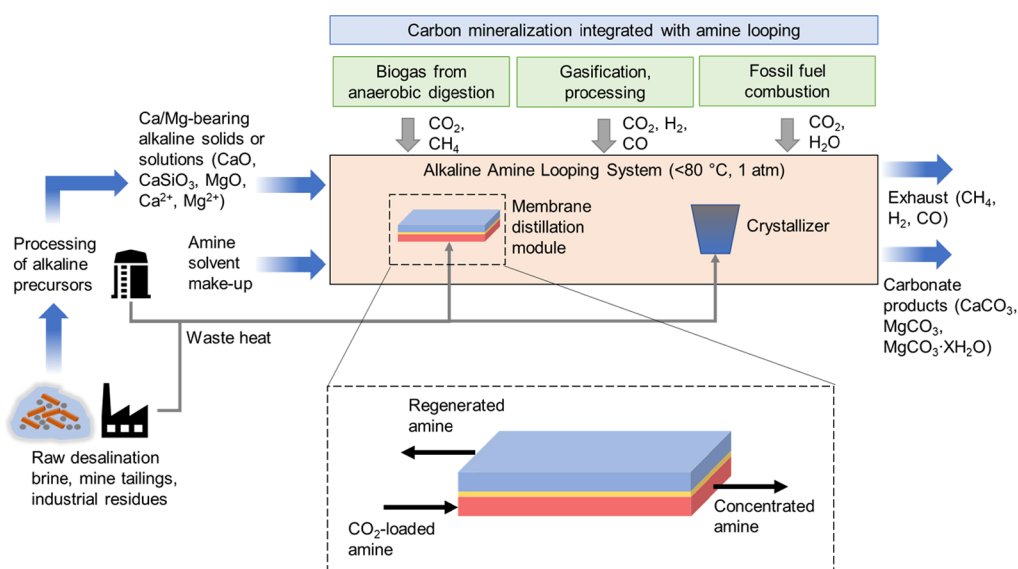 Carbon mineralization integrated with amine looping
Biogas from
anaerobic digestion
Gasification,
processing
Fossil fuel
combustion
CO₂,
CH₄
CO₂, H₂,
CO
CO₂,
H₂O
Ca/Mg-bearing
alkaline solids or
solutions (CaO,
CaSiO₃, MgO,
Ca²⁺, Mg²⁺)
Alkaline Amine Looping System (<80 °C, 1 atm)
Membrane
distillation
module
Crystallizer
Exhaust (CH₄,
H₂, CO)
Processing
of alkaline
precursors
Amine
solvent
make-up
Carbonate
products (CaCO₃,
MgCO₃,
MgCO₃·XH₂O)
Waste heat
Raw desalination
brine, mine tailings,
industrial residues
Regenerated
amine
CO₂-loaded
amine
Concentrated
amine